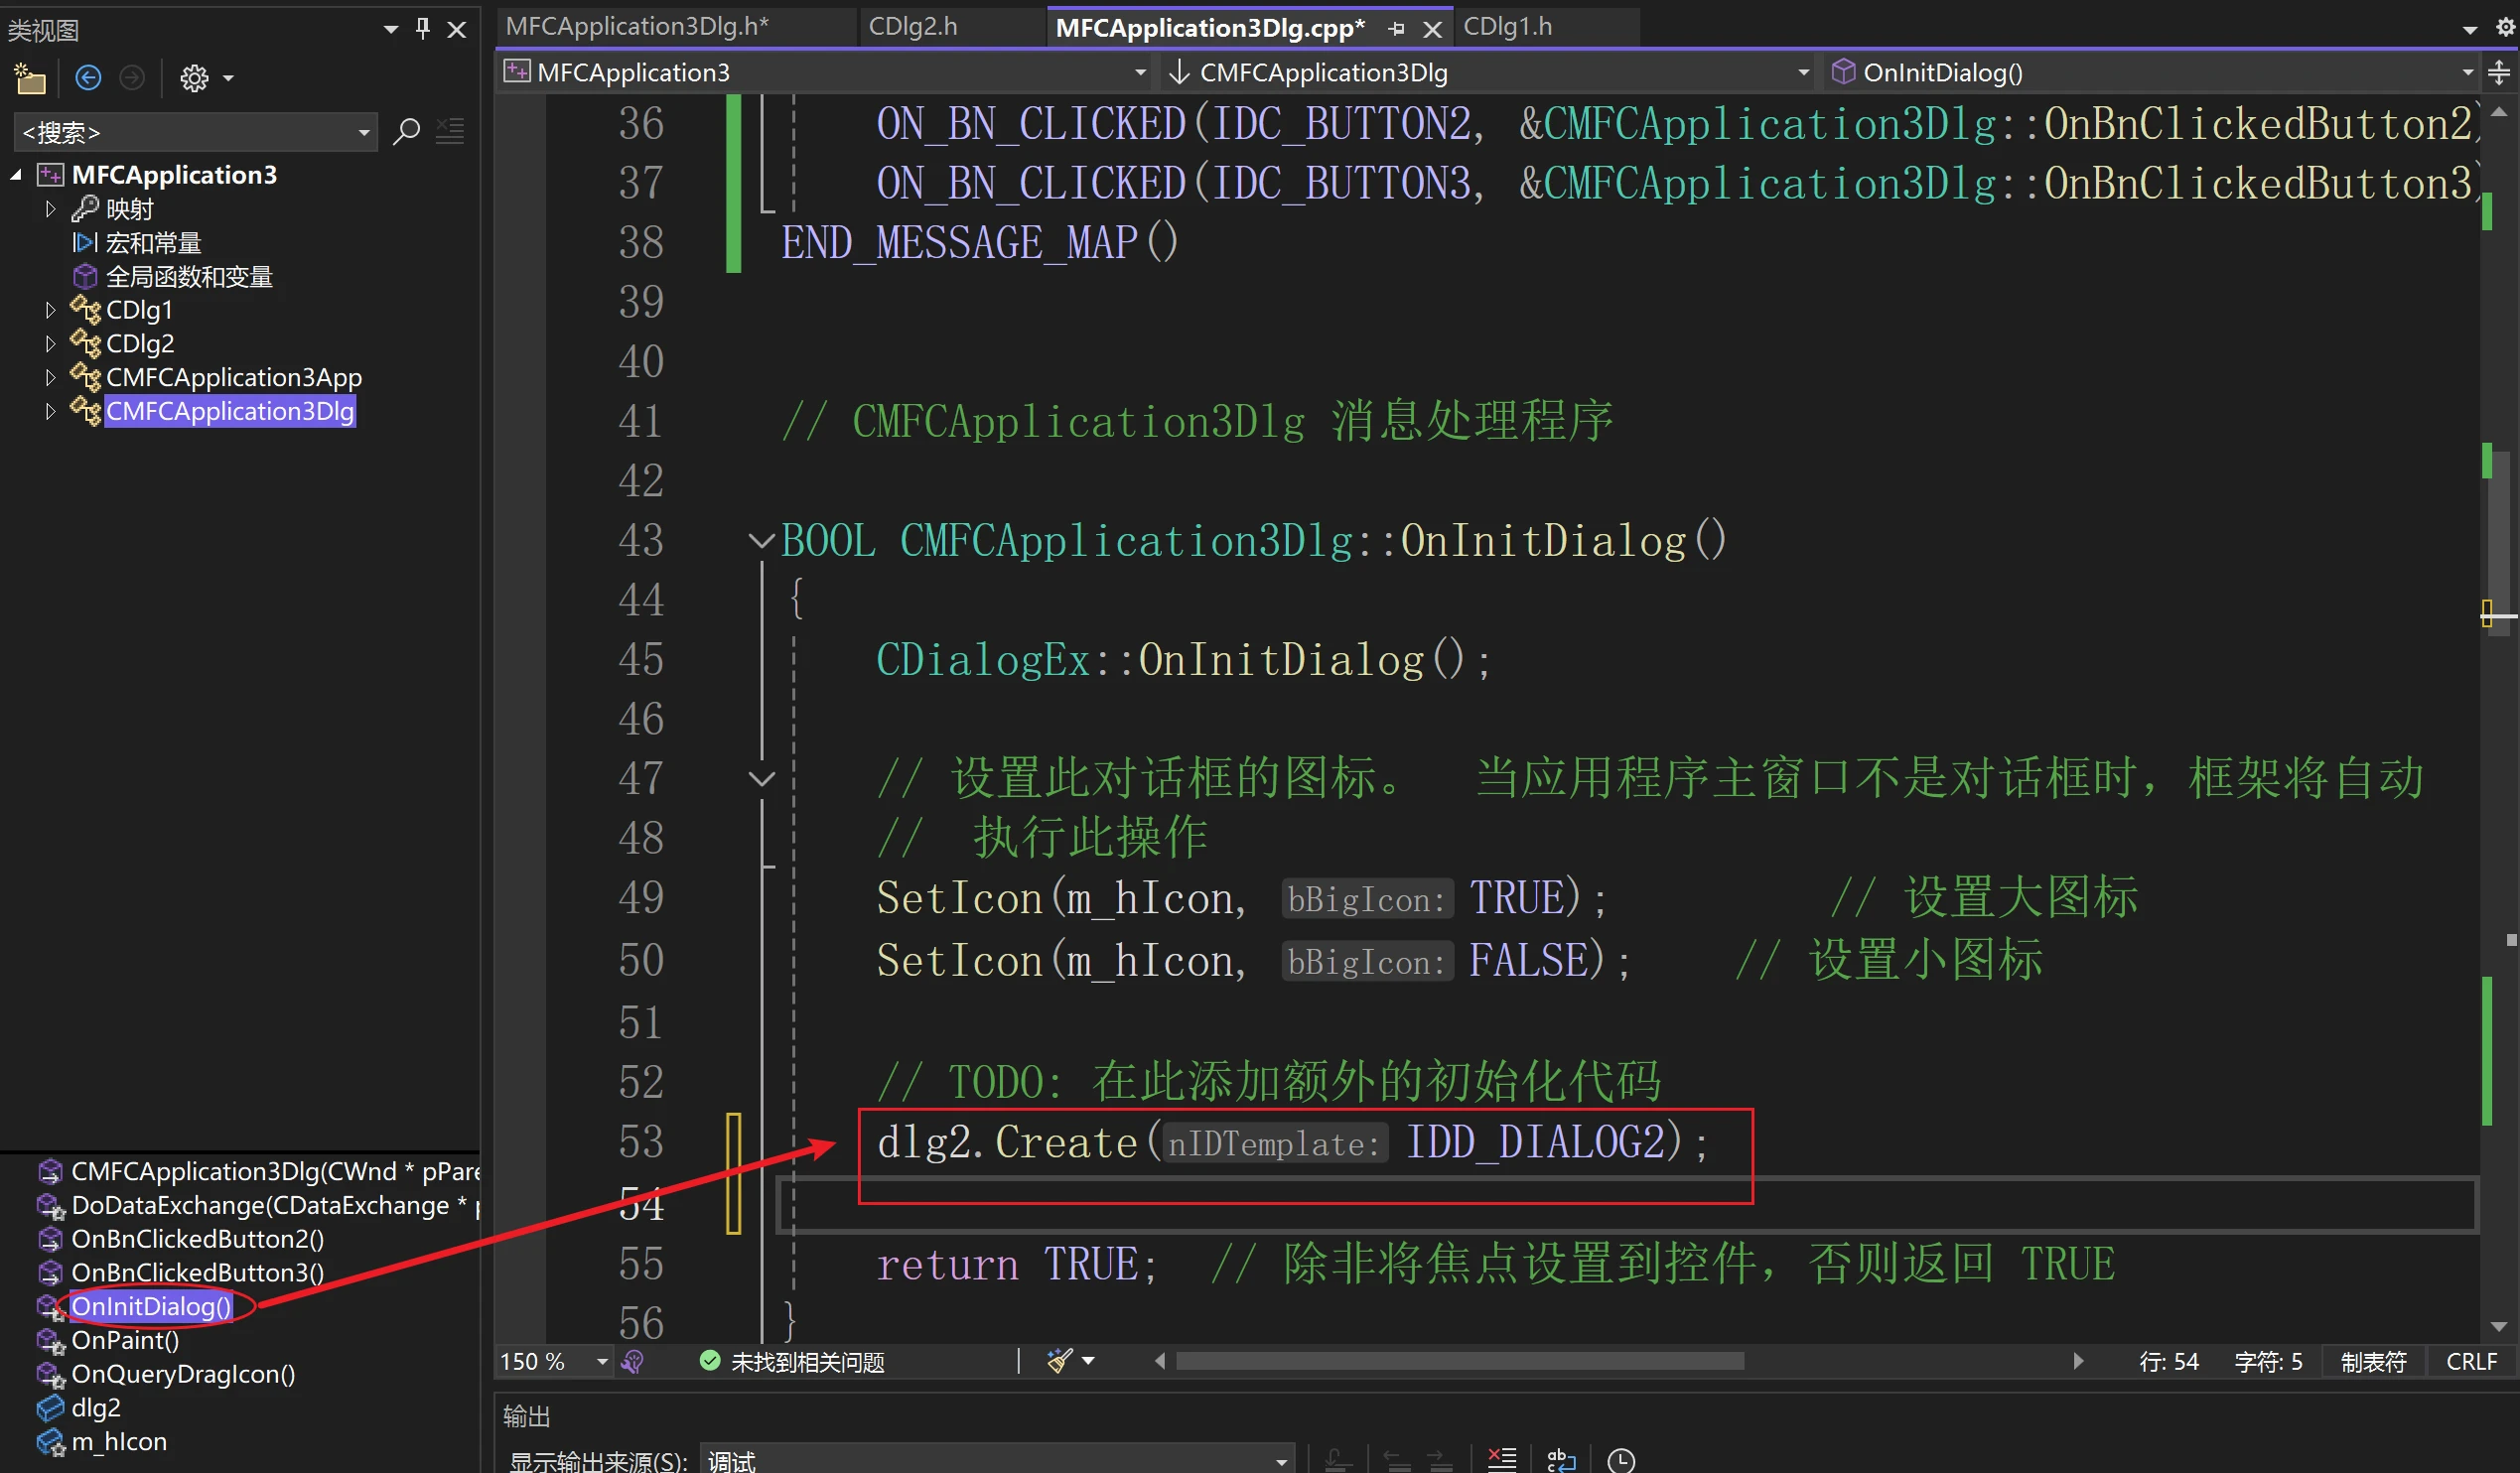 类视图
<搜索>
MFCApplication3
映射
宏和常量
全局函数和变量
CDlg1
CDlg2
CMFCApplication3App
CMFCApplication3Dlg
CMFCApplication3Dlg(CWnd * pPare
DoDataExchange(CDataExchange * p
OnBnClickedButton2()
OnBnClickedButton3()
OnInitDialog()
OnPaint()
OnQueryDragIcon()
dlg2
m_hIcon
MFCApplication3Dlg.h* CDlg2.h MFCApplication3Dlg.cpp* CDlg1.h
MFCApplication3 CMFCApplication3Dlg OnInitDialog()
36 ON_BN_CLICKED(IDC_BUTTON2, &CMFCApplication3Dlg::OnBnClickedButton2)
37 ON_BN_CLICKED(IDC_BUTTON3, &CMFCApplication3Dlg::OnBnClickedButton3)
38 END_MESSAGE_MAP()
39
40
41 // CMFCApplication3Dlg 消息处理程序
42
43 BOOL CMFCApplication3Dlg::OnInitDialog()
44 {
45 CDialogEx::OnInitDialog();
46
47 // 设置此对话框的图标。 当应用程序主窗口不是对话框时，框架将自动
48 // 执行此操作
49 SetIcon(m_hIcon, bBigIcon: TRUE); // 设置大图标
50 SetIcon(m_hIcon, bBigIcon: FALSE); // 设置小图标
51
52 // TODO: 在此添加额外的初始化代码
53 dlg2.Create(nIDTemplate: IDD_DIALOG2);
54
55 return TRUE; // 除非将焦点设置到控件，否则返回 TRUE
56 }
150 % 未找到相关问题 行: 54 字符: 5 制表符 CRLF
输出
显示输出来源(S): 调试